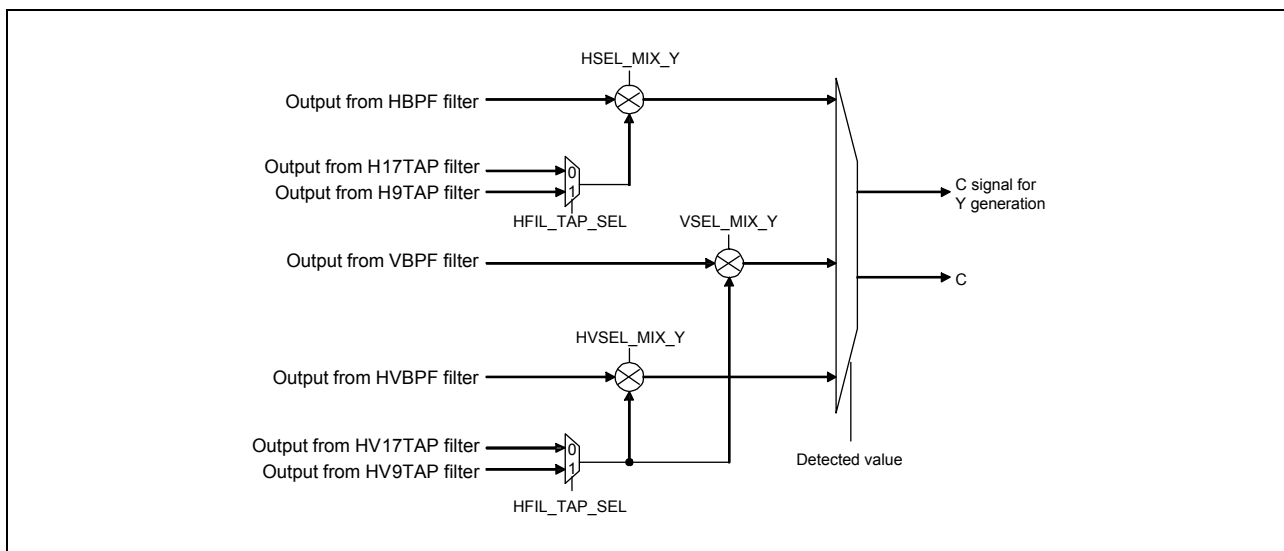 HSEL_MIX_Y
Output from HBPF filter
Output from H17TAP filter
0
Output from H9TAP filter
1
HFIL_TAP_SEL
VSEL_MIX_Y
C signal for
Y generation
Output from VBPF filter
C
HVSEL_MIX_Y
Output from HVBPF filter
Output from HV17TAP filter
0
Output from HV9TAP filter
1
Detected value
HFIL_TAP_SEL